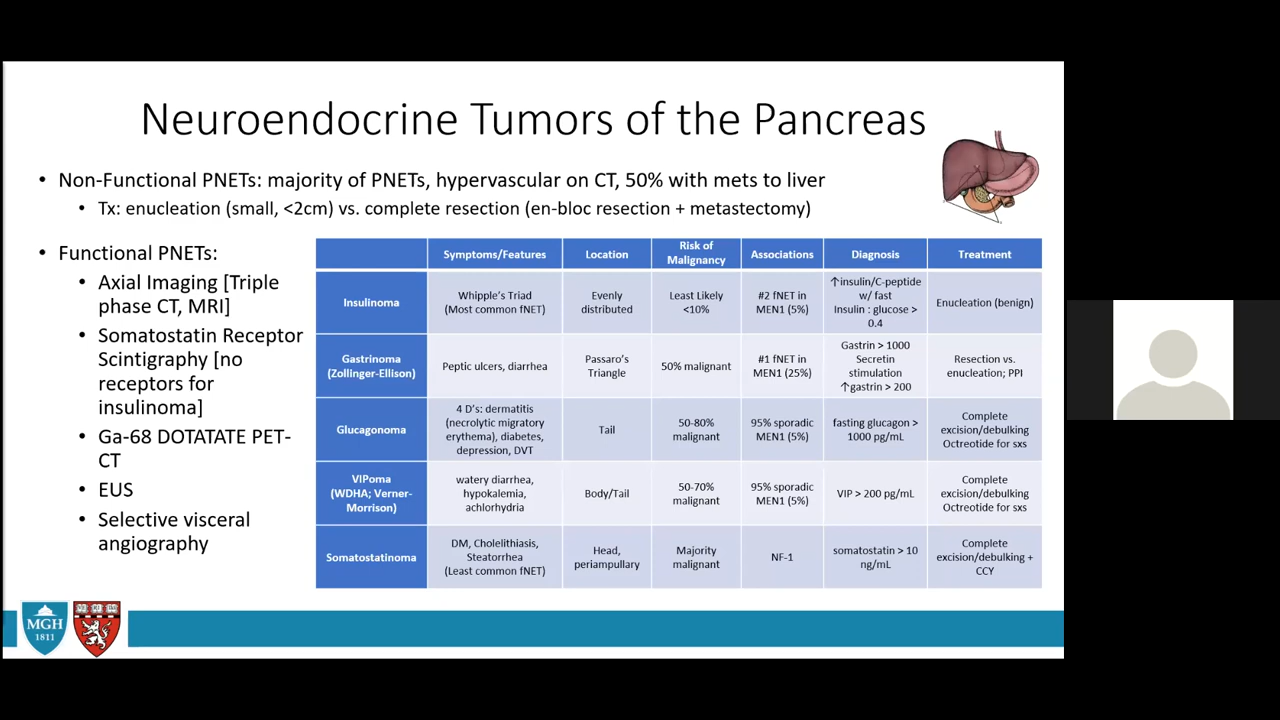 Neuroendocrine Tumors of the Pancreas
• Non-Functional PNETs: majority of PNETs, hypervascular on CT, 50% with mets to liver
• Tx: enucleation (small, <2cm) vs. complete resection (en-bloc resection + metastectomy)
• Functional PNETs:
• Axial Imaging [Triple
phase CT, MRI]
• Somatostatin Receptor
Scintigraphy [no
receptors for
insulinoma]
• Ga-68 DOTATATE PET-
CT
• EUS
• Selective visceral
angiography
Symptoms/Features
Location
Risk of
Malignancy
Associations
Diagnosis
Treatment
Insulinoma
Whipple's Triad
(Most common fNET)
Evenly
distributed
Least Likely
<10%
#2 fNET in
MEN1 (5%)
↑insulin/C-peptide
w/ fast
Insulin : glucose >
0.4
Enucleation (benign)
Gastrinoma
(Zollinger-Ellison)
Peptic ulcers, diarrhea
Passaro's
Triangle
50% malignant
#1 fNET in
MEN1 (25%)
Gastrin > 1000
Secretin
stimulation
↑gastrin > 200
Resection vs.
enucleation; PPI
Glucagonoma
4 D's: dermatitis
(necrolytic migratory
erythema), diabetes,
depression, DVT
Tail
50-80%
malignant
95% sporadic
MEN1 (5%)
fasting glucagon >
1000 pg/mL
Complete
excision/debulking
Octreotide for sxs
VIPoma
(WDHA; Verner-
Morrison)
watery diarrhea,
hypokalemia,
achlorhydria
Body/Tail
50-70%
malignant
95% sporadic
MEN1 (5%)
VIP > 200 pg/mL
Complete
excision/debulking
Octreotide for sxs
Somatostatinoma
DM, Cholelithiasis,
Steatorrhea
(Least common fNET)
Head,
periampullary
Majority
malignant
NF-1
somatostatin > 10
ng/mL
Complete
excision/debulking +
CCY
MGH
1811